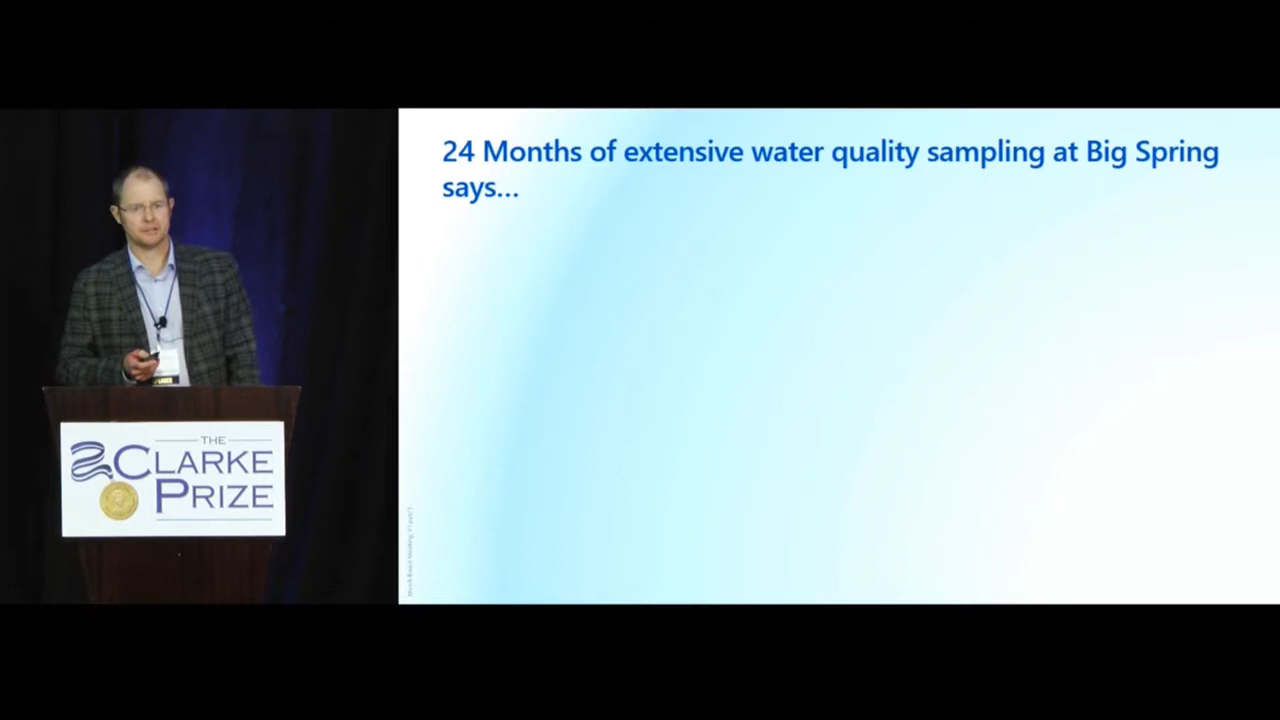 24 Months of extensive water quality sampling at Big Spring
says...
THE
CLARKE
PRIZE